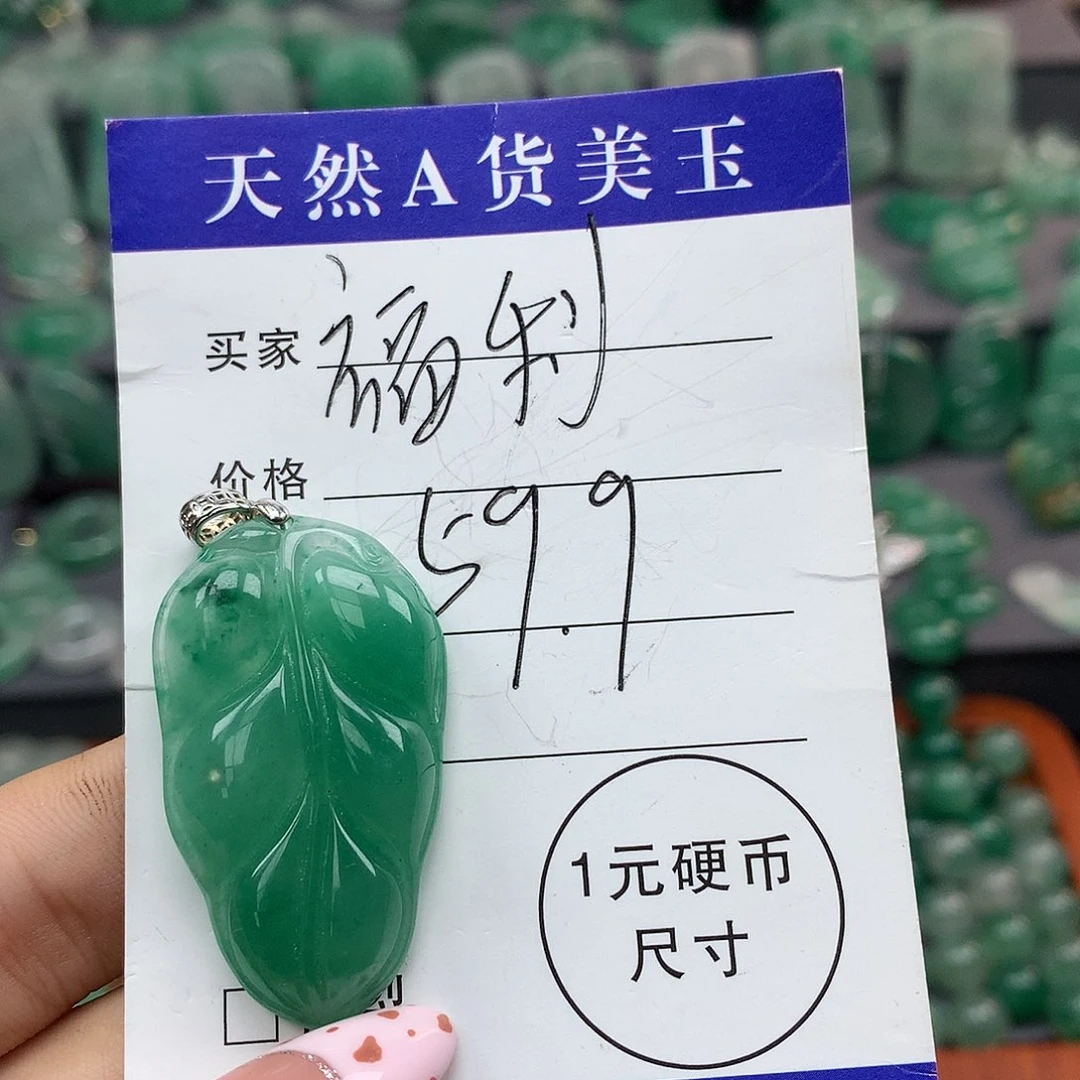 天然A货美玉
买家 福利
价格 59.9
1元硬币
尺寸